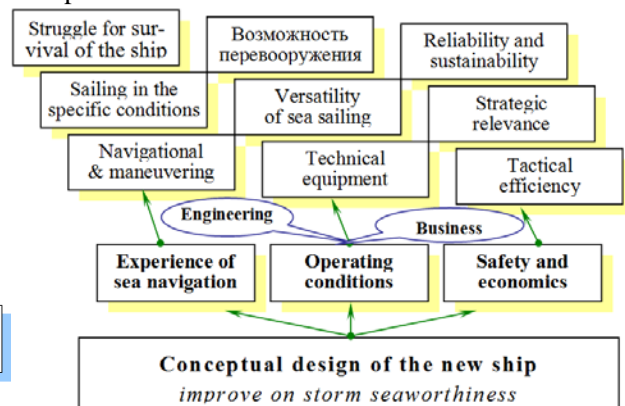 Struggle for sur-
vival of the ship
Возможность
перевооружения
Reliability and
sustainability
Sailing in the
specific conditions
Versatility
of sea sailing
Strategic
relevance
Navigational
& maneuvering
Technical
equipment
Tactical
efficiency
Engineering
Business
Experience of
sea navigation
Operating
conditions
Safety and
economics
Conceptual design of the new ship
improve on storm seaworthiness